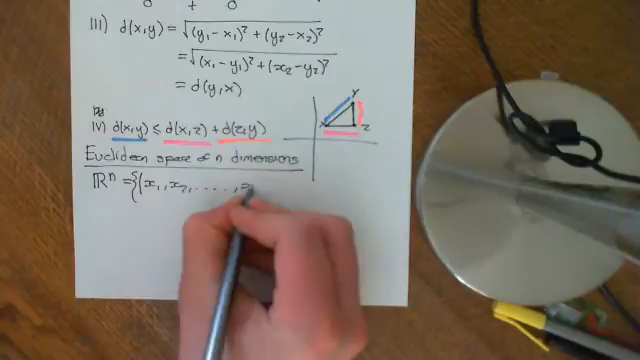 III) d(x,y) = √(y₁-x₁)² + (y₂-x₂)²
= √(x₁-y₁)² + (x₂-y₂)²
= d(y,x)
IV) d(x,y) ≤ d(x,z) + d(z,y)
Y
X
Z
Euclidean space of n dimensions
ℝⁿ = {(x₁,x₂,.....,